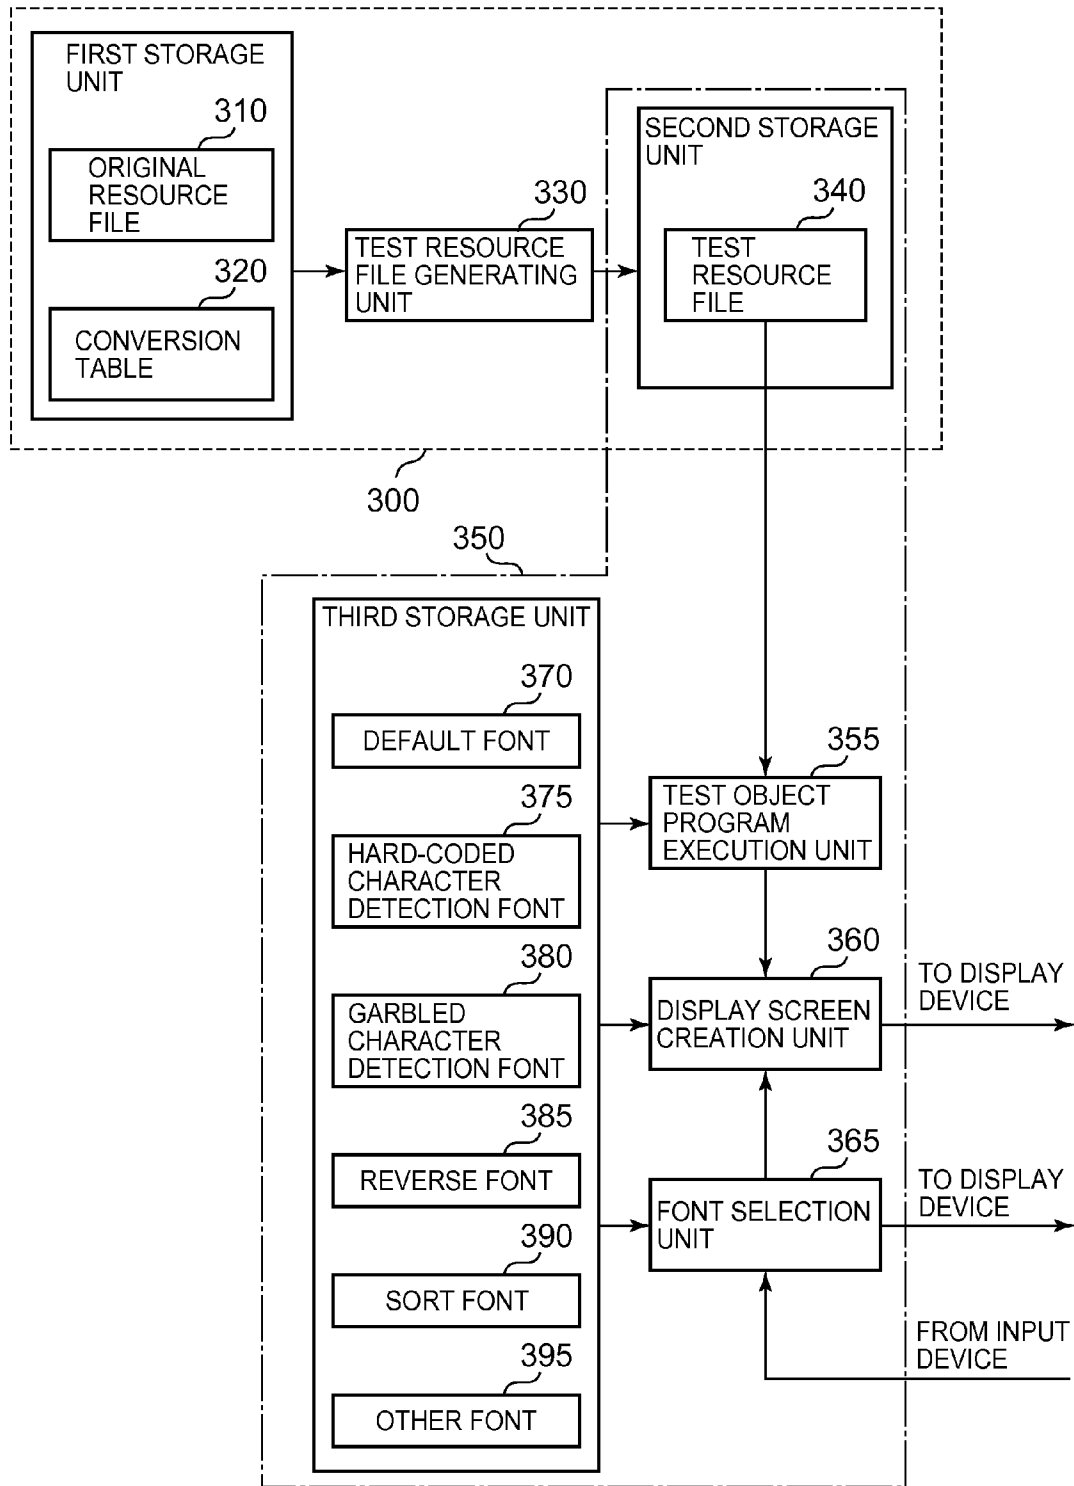 FIRST STORAGE
UNIT
310
ORIGINAL
RESOURCE
FILE
320
CONVERSION
TABLE
330
TEST RESOURCE
FILE GENERATING
UNIT
SECOND STORAGE
UNIT
340
TEST
RESOURCE
FILE
300
350
THIRD STORAGE UNIT
370
DEFAULT FONT
375
HARD-CODED
CHARACTER
DETECTION FONT
380
GARBLED
CHARACTER
DETECTION FONT
385
REVERSE FONT
390
SORT FONT
395
OTHER FONT
355
TEST OBJECT
PROGRAM
EXECUTION UNIT
360
DISPLAY SCREEN
CREATION UNIT
TO DISPLAY
DEVICE
365
FONT SELECTION
UNIT
TO DISPLAY
DEVICE
FROM INPUT
DEVICE